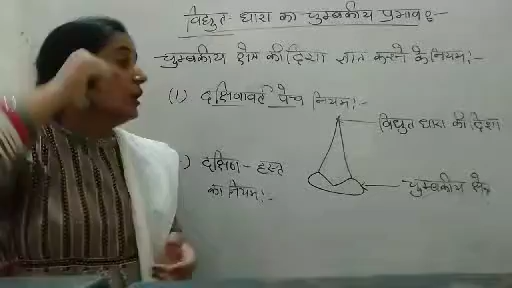 विद्युत धारा का चुम्बकीय प्रभाव :-
चुम्बकीय क्षेत्र की दिशा ज्ञात करने के नियम :-
(1) दक्षिणावर्त पेंच नियम :-
विद्युत धारा की दिशा
) दक्षिण - हस्त
का नियम :-
चुम्बकीय क्षेत्र